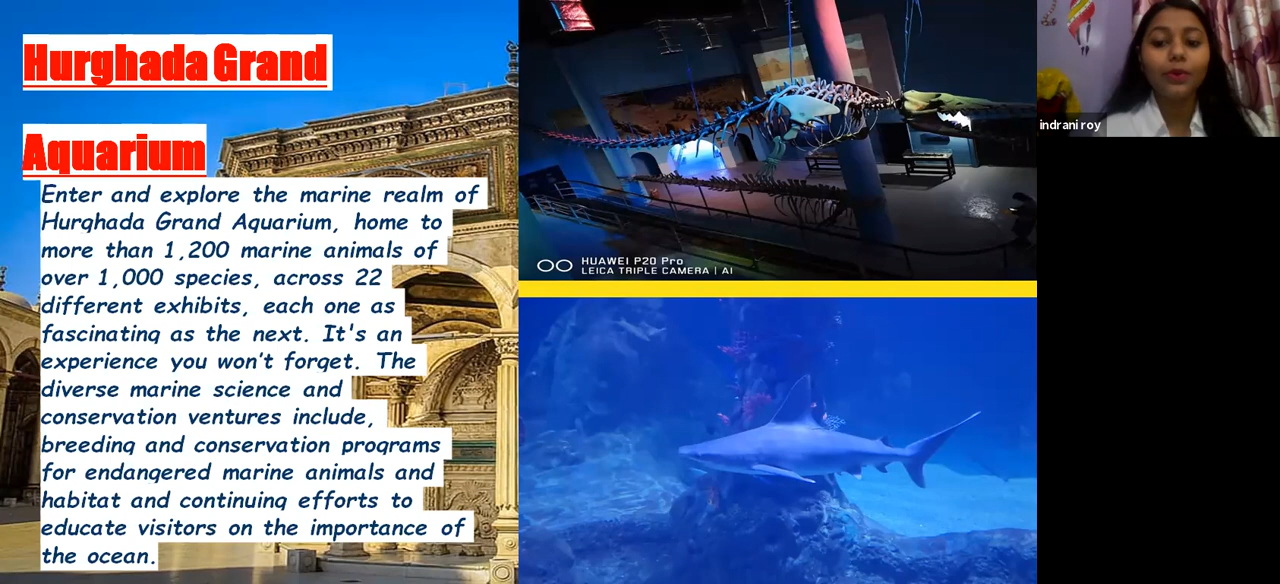 Hurghada Grand
Aquarium
Enter and explore the marine realm of
Hurghada Grand Aquarium, home to
more than 1,200 marine animals of
over 1,000 species, across 22
different exhibits, each one as
fascinating as the next. It's an
experience you won't forget. The
diverse marine science and
conservation ventures include,
breeding and conservation programs
for endangered marine animals and
habitat and continuing efforts to
educate visitors on the importance of
the ocean.
HUAWEI P20 Pro
LEICA TRIPLE CAMERA | AI
indrani roy